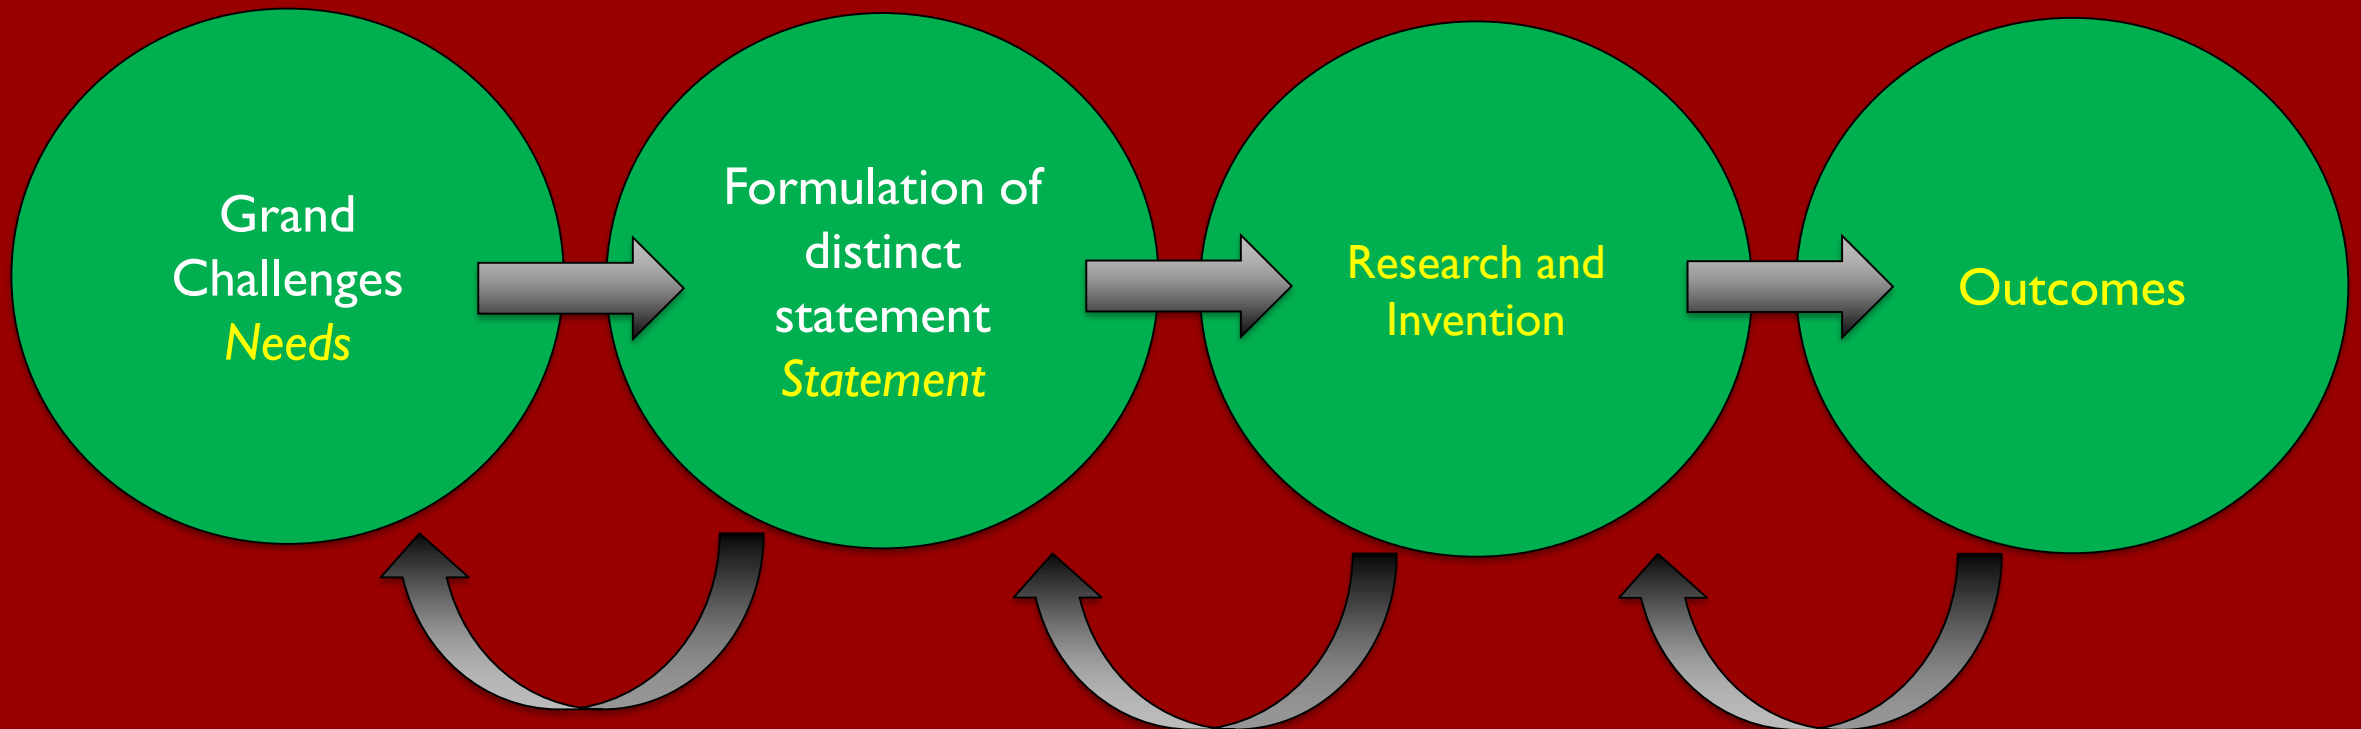 Grand
Challenges
Needs
Formulation of
distinct
statement
Statement
Research and
Invention
Outcomes